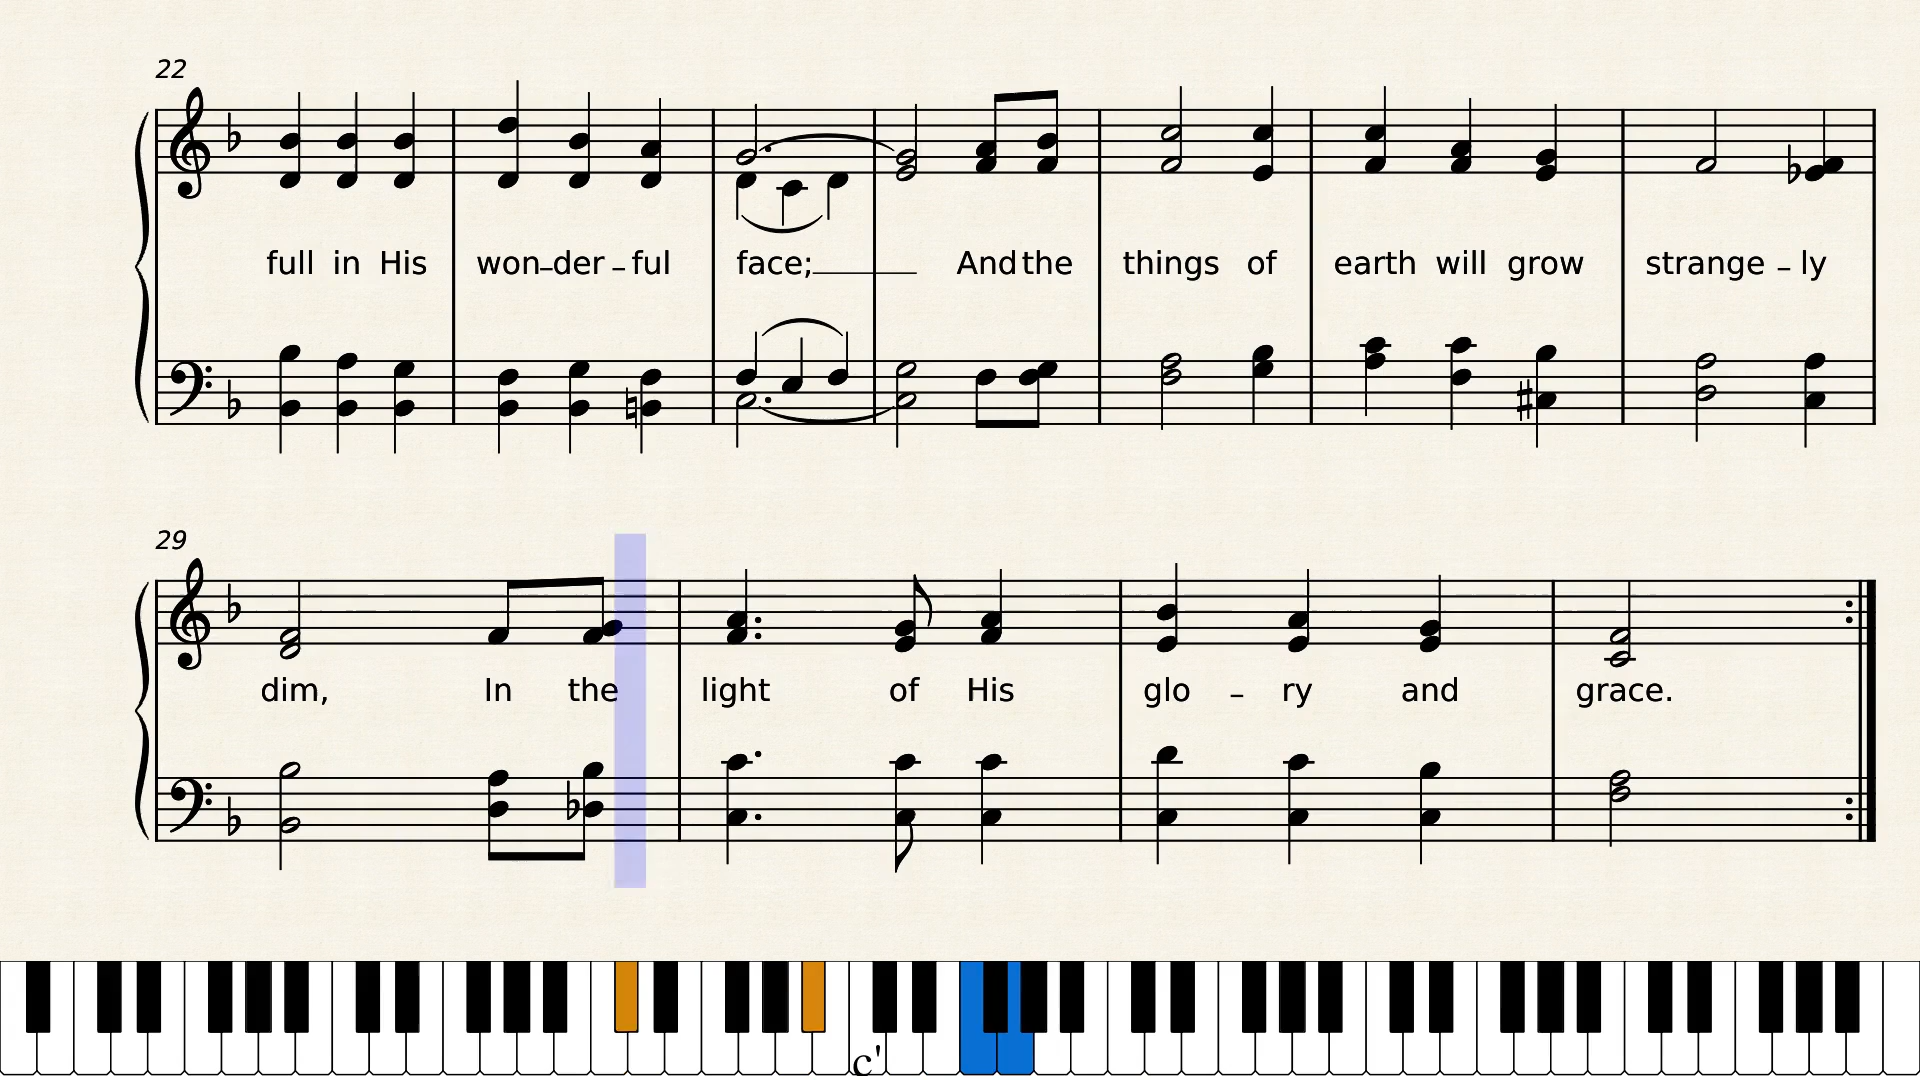 22
full in His won–der–ful face;____ And the things of earth will grow strange–ly
29
dim, In the light of His glo–ry and grace.
c'